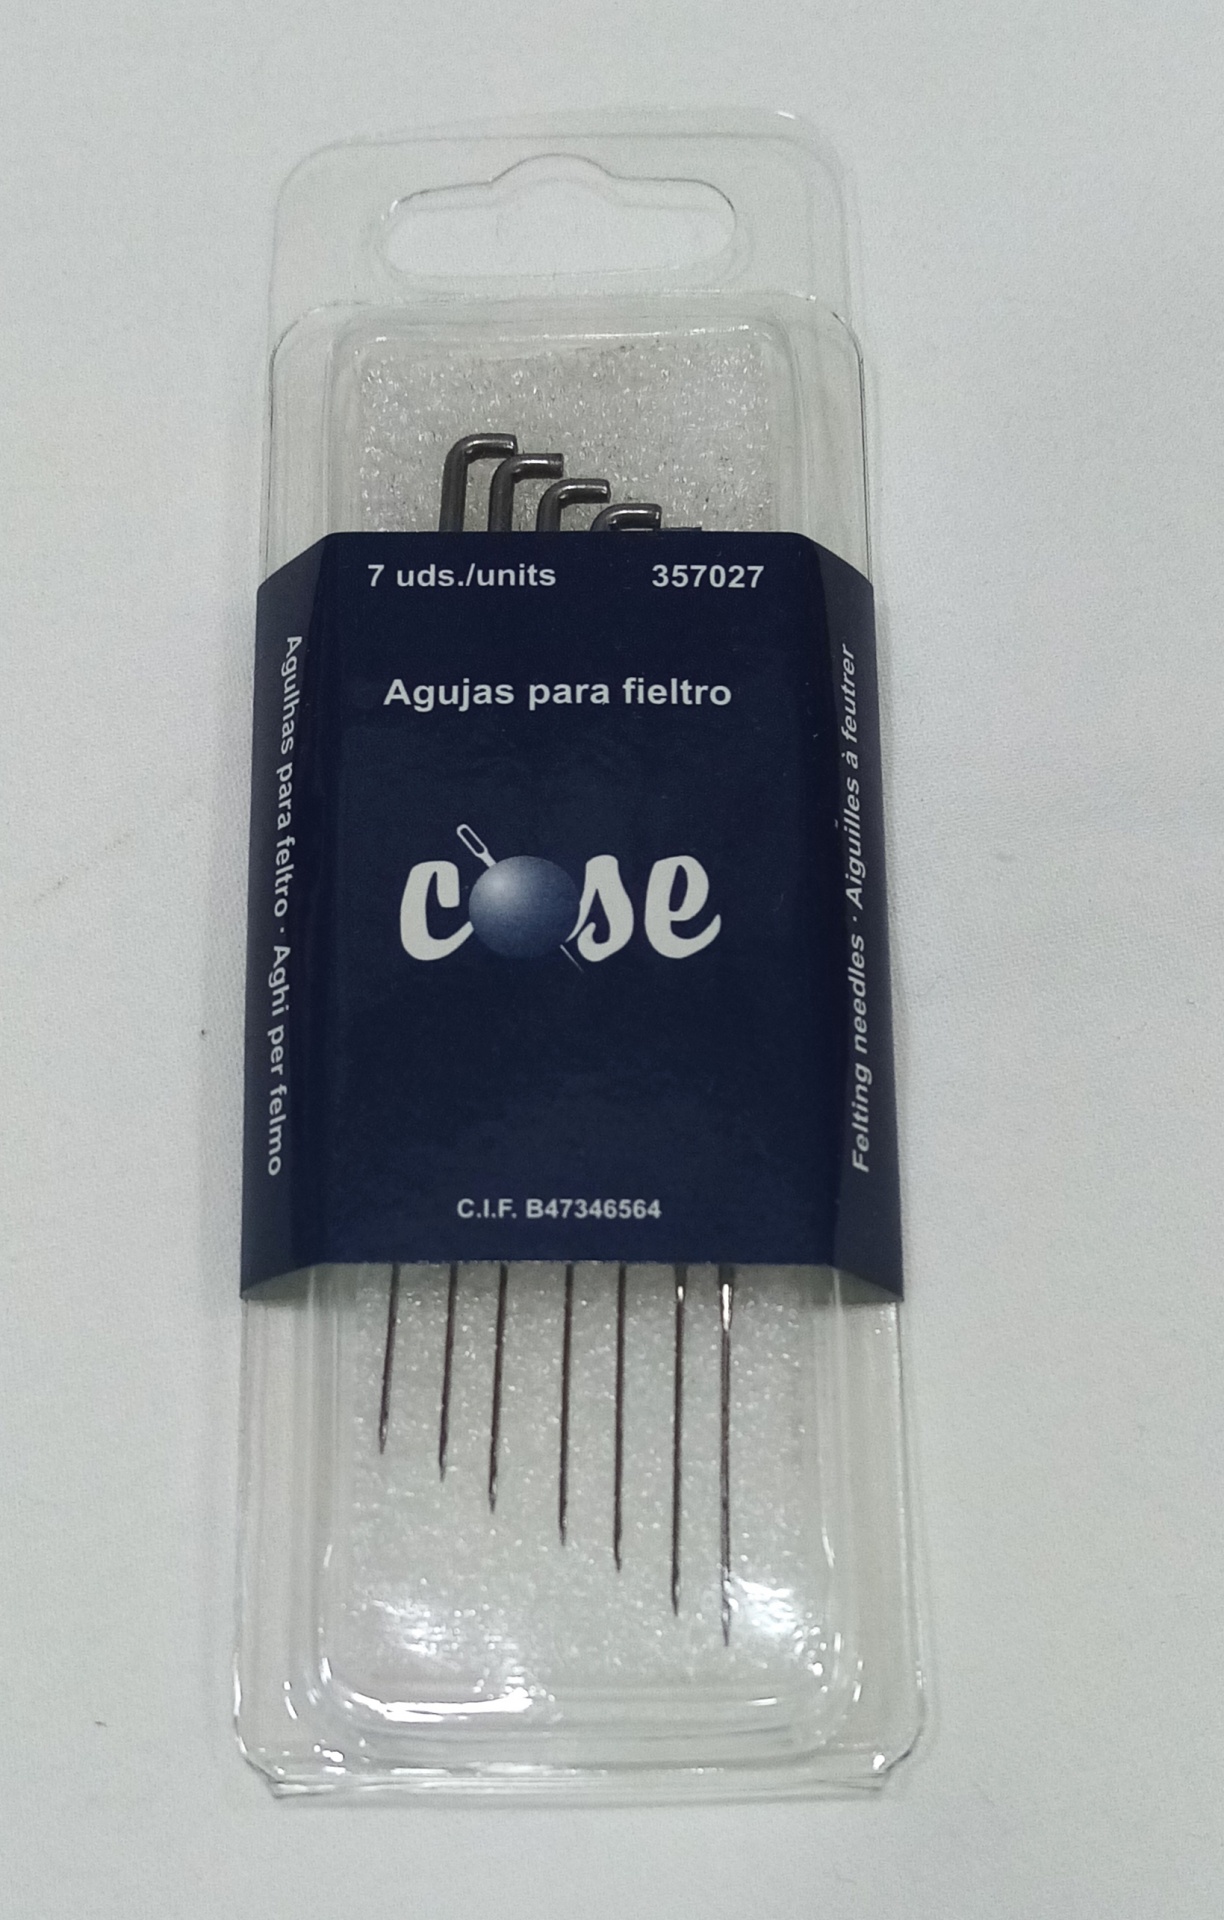 7 uds./units 357027
Agujas para fieltro
cose
C.I.F. B47346564
Agulhas para feltro · Aghi per felmo
Felting needles · Aiguilles à feutrer